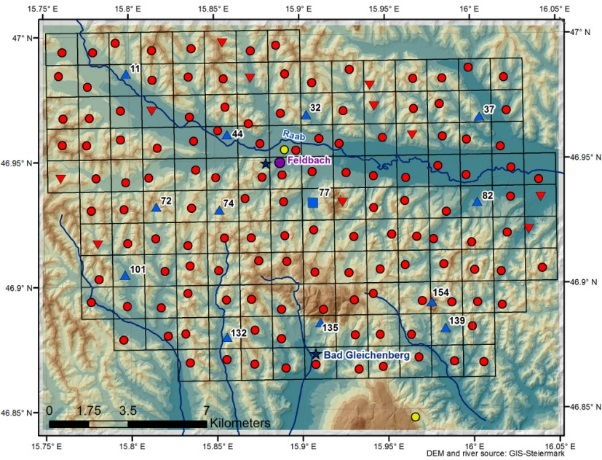 15.75 E 15.8 E 15.85 E 15.9 E 15.95 E 16.0 E
47° N 47° N
11
32
37
44
Raab
46.95° N 46.95° N
Feldbach
77
72
74
82
101
46.9° N 46.9° N
154
135
139
132
Bad Gleichenberg
0 1.75 3.5 7
Kilometers
46.85° N 46.85° N
15.75 E 15.8 E 15.85 E 15.9 E 15.95 E 16.0 E 16.05 E
DEM and river source: GIS-Steiermark